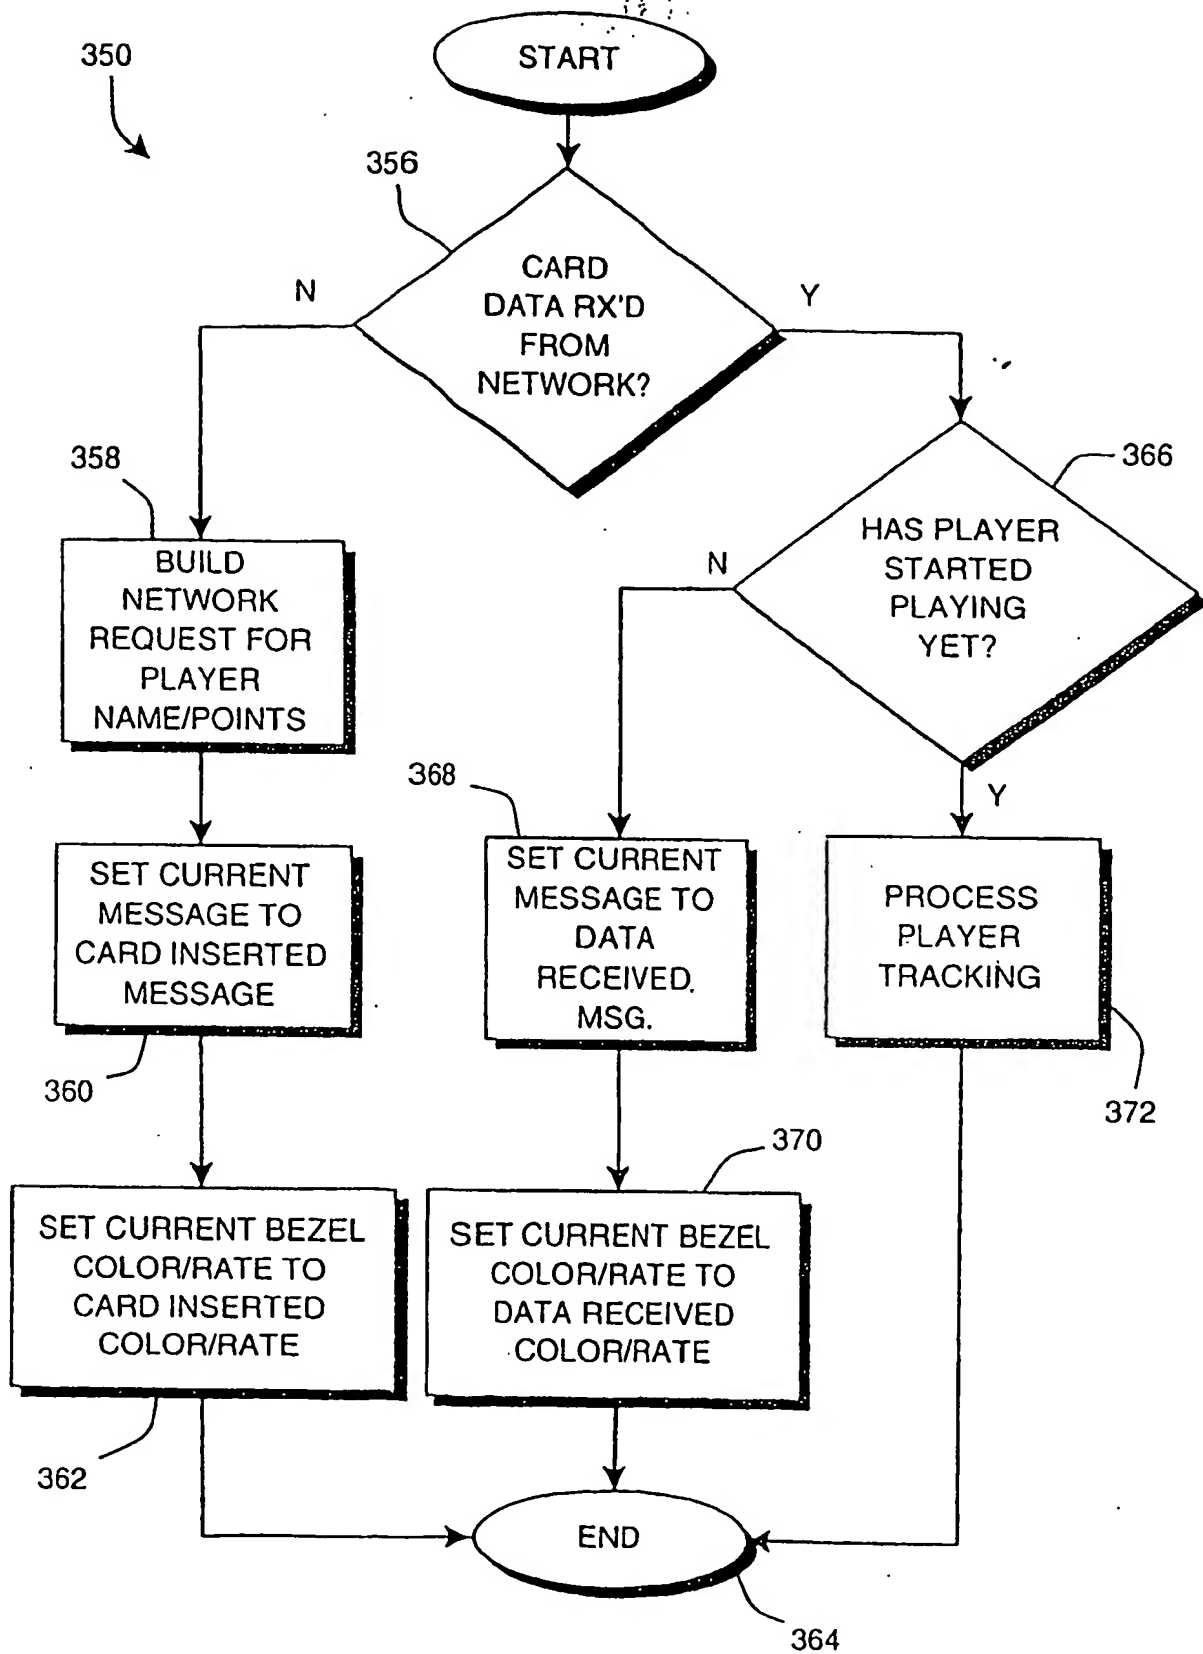 START
350
356
CARD
DATA RX'D
FROM
NETWORK?
N
Y
358
366
BUILD
NETWORK
REQUEST FOR
PLAYER
NAME/POINTS
HAS PLAYER
STARTED
PLAYING
YET?
N
Y
368
SET CURRENT
MESSAGE TO
CARD INSERTED
MESSAGE
SET CURRENT
MESSAGE TO
DATA
RECEIVED.
MSG.
PROCESS
PLAYER
TRACKING
360
372
370
SET CURRENT BEZEL
COLOR/RATE TO
CARD INSERTED
COLOR/RATE
SET CURRENT BEZEL
COLOR/RATE TO
DATA RECEIVED
COLOR/RATE
362
END
364